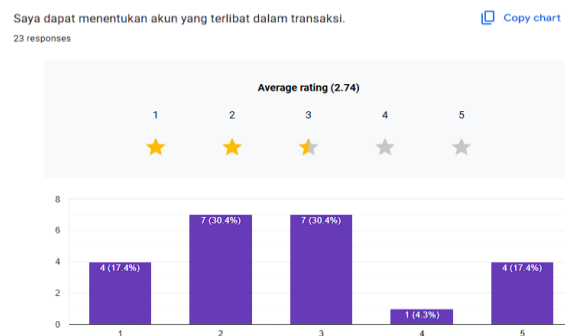 Saya dapat menentukan akun yang terlibat dalam transaksi.
Copy chart
23 responses
Average rating (2.74)
1 2 3 4 5
8
7 (30.4%) 7 (30.4%)
6
4 4 (17.4%) 4 (17.4%)
2
1 (4.3%)
0
1 2 3 4 5